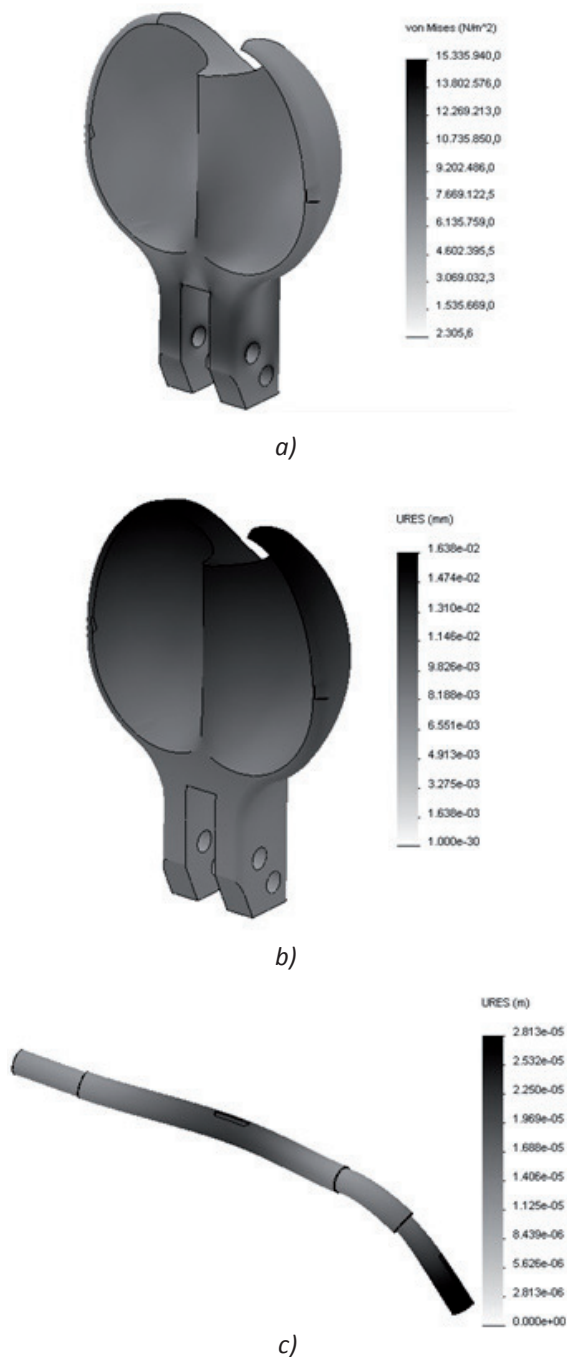 von Mises (N/m^2)
15.335.940,0
13.802.576,0
12.269.213,0
10.735.850,0
9.202.486,0
7.669.122,5
6.135.759,0
4.602.395,5
3.069.032,3
1.535.669,0
2.305,6
a)
URES (mm)
1.638e-02
1.474e-02
1.310e-02
1.146e-02
9.826e-03
8.188e-03
6.551e-03
4.913e-03
3.275e-03
1.638e-03
1.000e-30
b)
URES (m)
2.813e-05
2.532e-05
2.250e-05
1.969e-05
1.688e-05
1.406e-05
1.125e-05
8.439e-06
5.626e-06
2.813e-06
0.000e+00
c)